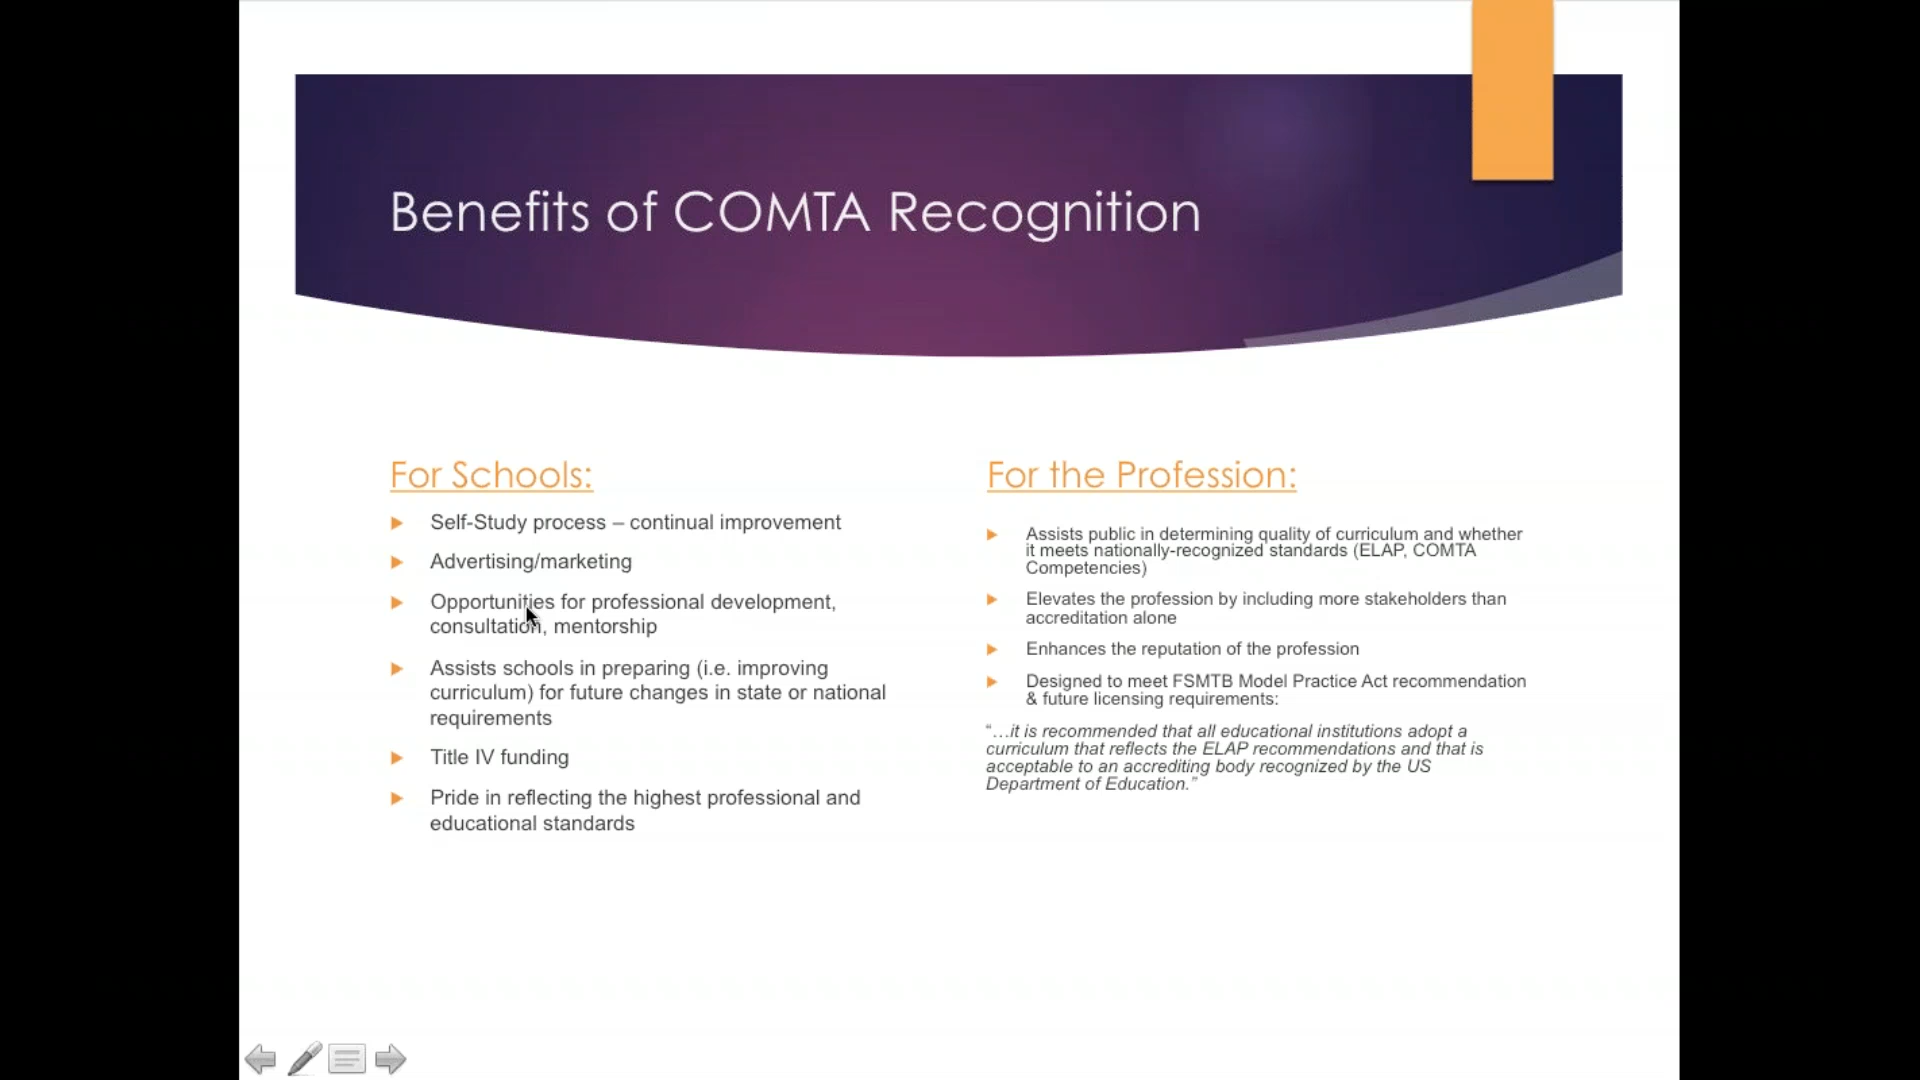 Benefits of COMTA Recognition
For Schools:
Self-Study process – continual improvement
Advertising/marketing
Opportunities for professional development,
consultation, mentorship
Assists schools in preparing (i.e. improving
curriculum) for future changes in state or national
requirements
Title IV funding
Pride in reflecting the highest professional and
educational standards
For the Profession:
Assists public in determining quality of curriculum and whether
it meets nationally-recognized standards (ELAP, COMTA
Competencies)
Elevates the profession by including more stakeholders than
accreditation alone
Enhances the reputation of the profession
Designed to meet FSMTB Model Practice Act recommendation
& future licensing requirements:
“…it is recommended that all educational institutions adopt a
curriculum that reflects the ELAP recommendations and that is
acceptable to an accrediting body recognized by the US
Department of Education.”